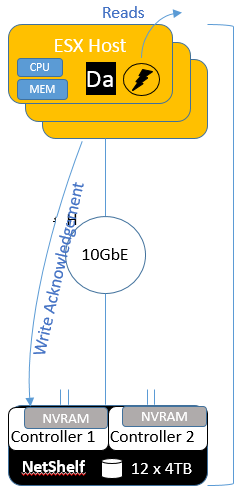 Reads
ESX Host
CPU
MEM
Da
Write Acknowledgement
10GbE
NVRAM
NVRAM
Controller 1
Controller 2
NetShelf
12 x 4TB